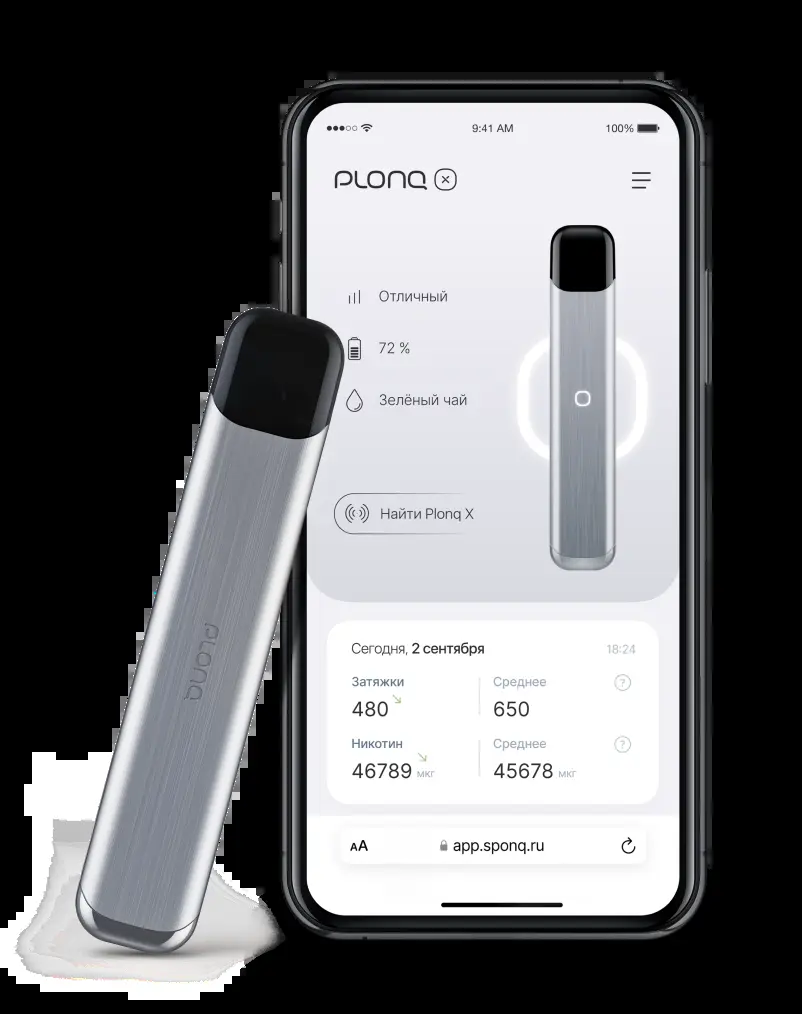 9:41 AM 100%
PLONQ X
Отличный
72 %
Зелёный чай
Найти Plonq X
PLONQ
Сегодня, 2 сентября 18:24
Затяжки Среднее ?
480 650
Никотин Среднее ?
46789 мкг 45678 мкг
AA app.sponq.ru